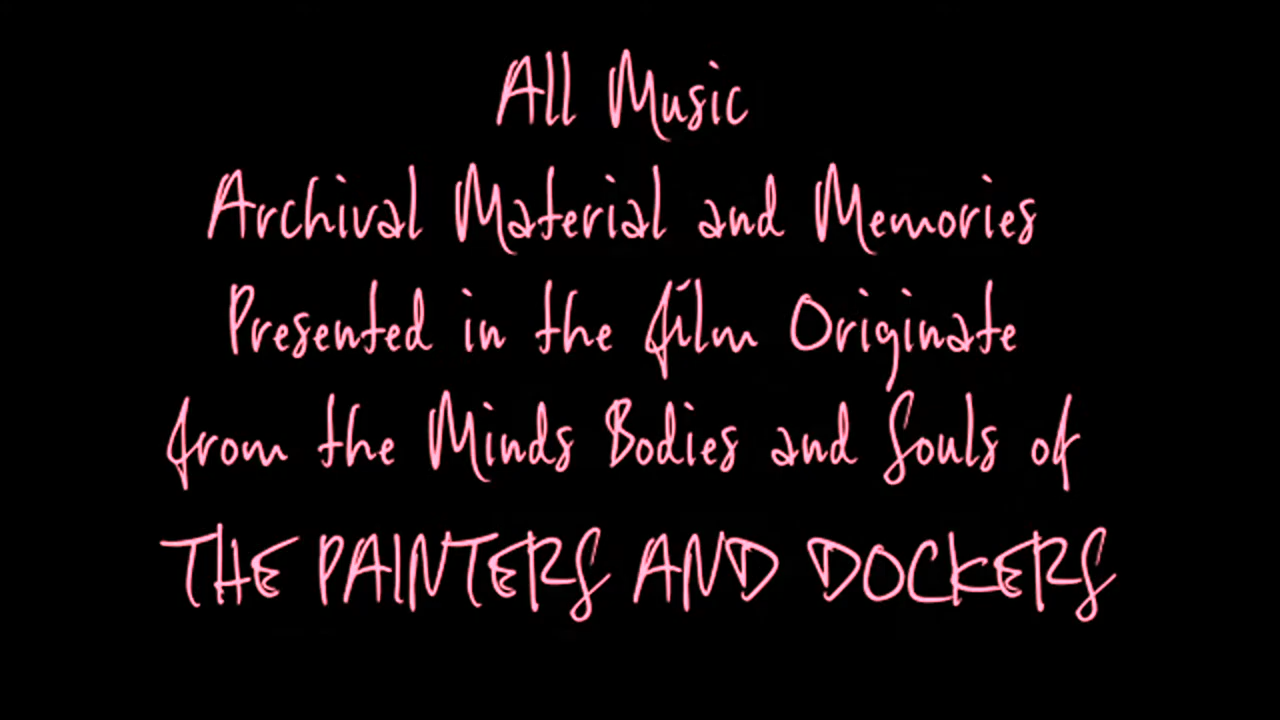 All Music
Archival Material and Memories
Presented in the film Originate
from the Minds Bodies and Souls of
THE PAINTERS AND DOCKERS